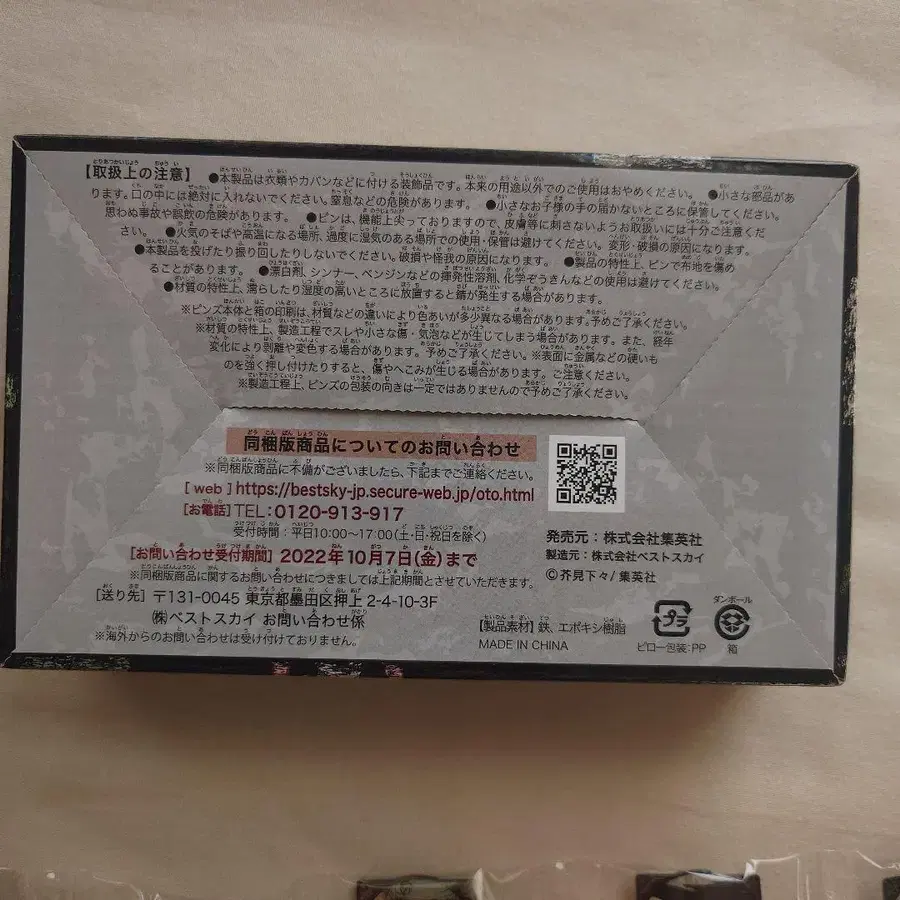 【取扱上の注意】 ●本製品は衣類やカバンなどに付ける装飾品です。本来の用途以外でのご使用はおやめください。 ●小さな部品があ
ります。口の中には絶対に入れないでください。窒息などの危険があります。 ●小さなお子様の手の届かないところに保管してください。
思わぬ事故や誤飲の危険があります。 ●ピンは、機能上尖っておりますので、皮膚等に刺さないようお取扱いには十分ご注意くだ
さい。 ●火気のそばや高温になる場所、過度に湿気のある場所での使用・保管は避けてください。変形・破損の原因になります。
●本製品を投げたり振り回したりしないでください。破損や怪我の原因になります。 ●製品の特性上、ピンで布地を傷め
ることがあります。 ●漂白剤、シンナー、ベンジンなどの揮発性溶剤、化学ぞうきんなどの使用は避けてください。
●材質の特性上、濡らしたり湿度の高いところに放置すると錆が発生する場合があります。
※ピンズ本体と箱の印刷は、材質などの違いにより色あいが多少異なる場合があります。予めご了承ください。
※材質の特性上、製造工程でスレや小さな傷・気泡などが生じてしまう場合があります。また、経年
変化により剥離や変色する場合があります。予めご了承ください。※表面に金属などの硬いも
のを強く押し付けたりすると、傷やへこみが生じる場合があります。ご注意ください。
※製造工程上、ピンズの包装の向きは一定ではありませんので予めご了承ください。
同梱版商品についてのお問い合わせ
※同梱版商品に不備がございましたら、下記までご連絡ください。
[ web ] https://bestsky-jp.secure-web.jp/oto.html
[お電話] TEL:0120-913-917
受付時間:平日10:00〜17:00(土・日・祝日を除く)
[お問い合わせ受付期間] 2022年10月7日(金)まで
※同梱版商品に関するお問い合わせにつきましては上記期間とさせていただきます。
[送り先] 〒131-0045 東京都墨田区押上 2-4-10-3F
㈱ベストスカイ お問い合わせ係
※海外からのお問い合わせは受け付けておりません。
発売元:株式会社集英社
製造元:株式会社ベストスカイ
©芥見下々/集英社
[製品素材] 鉄、エポキシ樹脂
MADE IN CHINA
プラ
ピロー包装:PP
ダンボール
箱